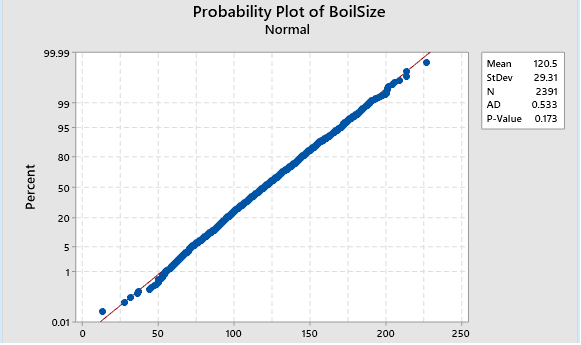 Probability Plot of BoilSize
Normal
99.99
99
95
80
50
20
5
1
0.01
Percent
0
50
100
150
200
250
Mean 120.5
StDev 29.31
N 2391
AD 0.533
P-Value 0.173